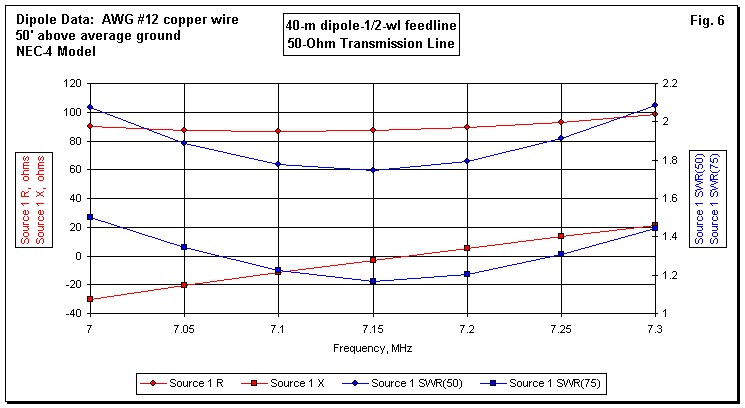 Dipole Data:  AWG #12 copper wire
50' above average ground
NEC-4 Model
40-m dipole-1/2-wl feedline
50-Ohm Transmission Line
Fig. 6
120
100
80
60
40
20
0
-20
-40
Source 1 R, ohms
Source 1 X, ohms
2.2
2
1.8
1.6
1.4
1.2
1
Source 1 SWR(50)
Source 1 SWR(75)
7 7.05 7.1 7.15 7.2 7.25 7.3
Frequency, MHz
Source 1 R Source 1 X Source 1 SWR(50) Source 1 SWR(75)